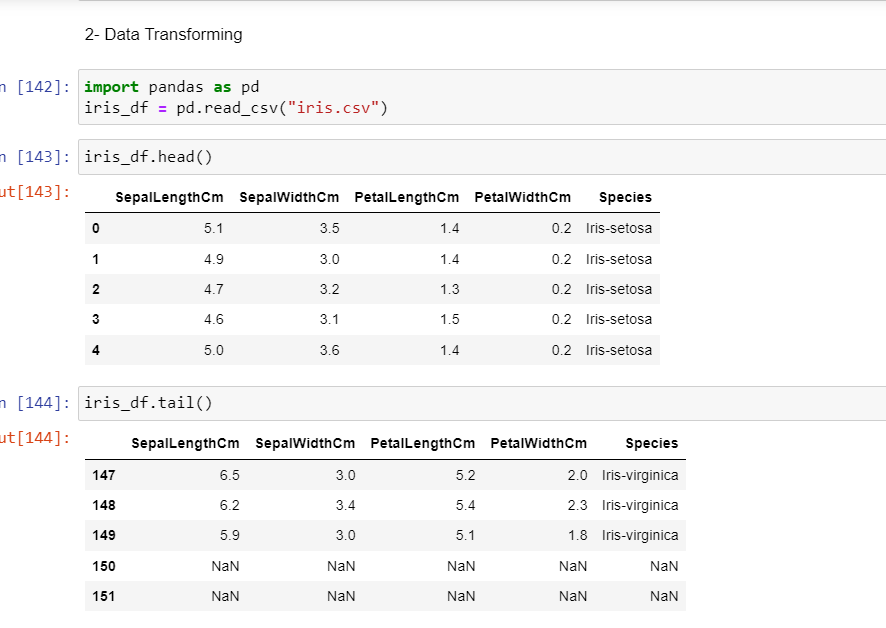 2- Data Transforming
n [142]: import pandas as pd
iris_df = pd.read_csv("iris.csv")
n [143]: iris_df.head()
ut[143]:
SepalLengthCm SepalWidthCm PetalLengthCm PetalWidthCm Species
0 5.1 3.5 1.4 0.2 Iris-setosa
1 4.9 3.0 1.4 0.2 Iris-setosa
2 4.7 3.2 1.3 0.2 Iris-setosa
3 4.6 3.1 1.5 0.2 Iris-setosa
4 5.0 3.6 1.4 0.2 Iris-setosa
n [144]: iris_df.tail()
ut[144]:
SepalLengthCm SepalWidthCm PetalLengthCm PetalWidthCm Species
147 6.5 3.0 5.2 2.0 Iris-virginica
148 6.2 3.4 5.4 2.3 Iris-virginica
149 5.9 3.0 5.1 1.8 Iris-virginica
150 NaN NaN NaN NaN NaN
151 NaN NaN NaN NaN NaN